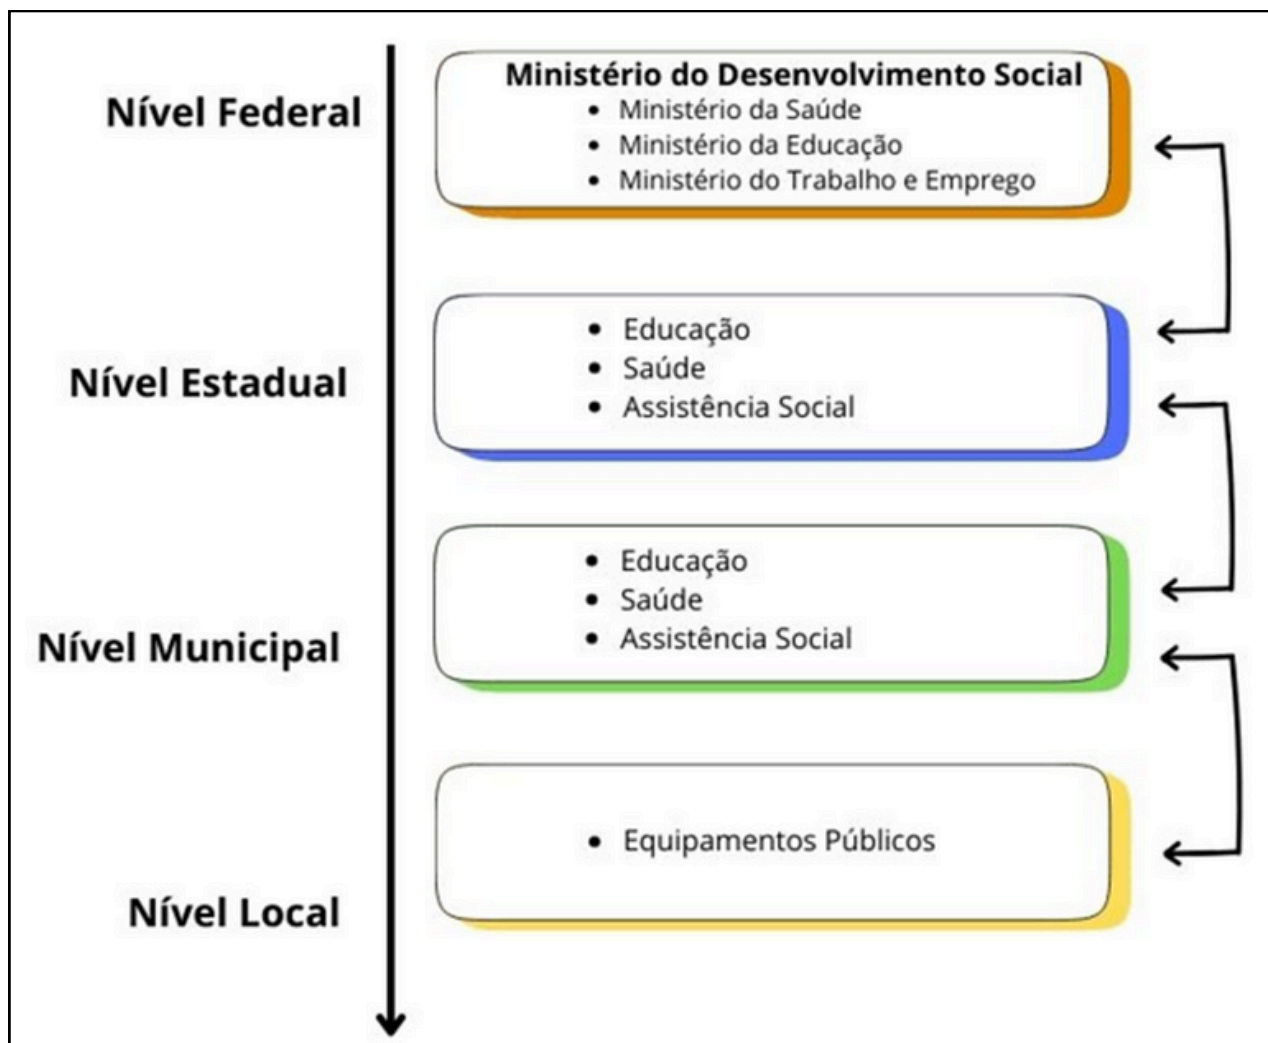 Nível Federal
Ministério do Desenvolvimento Social
• Ministério da Saúde
• Ministério da Educação
• Ministério do Trabalho e Emprego
Nível Estadual
• Educação
• Saúde
• Assistência Social
Nível Municipal
• Educação
• Saúde
• Assistência Social
Nível Local
• Equipamentos Públicos